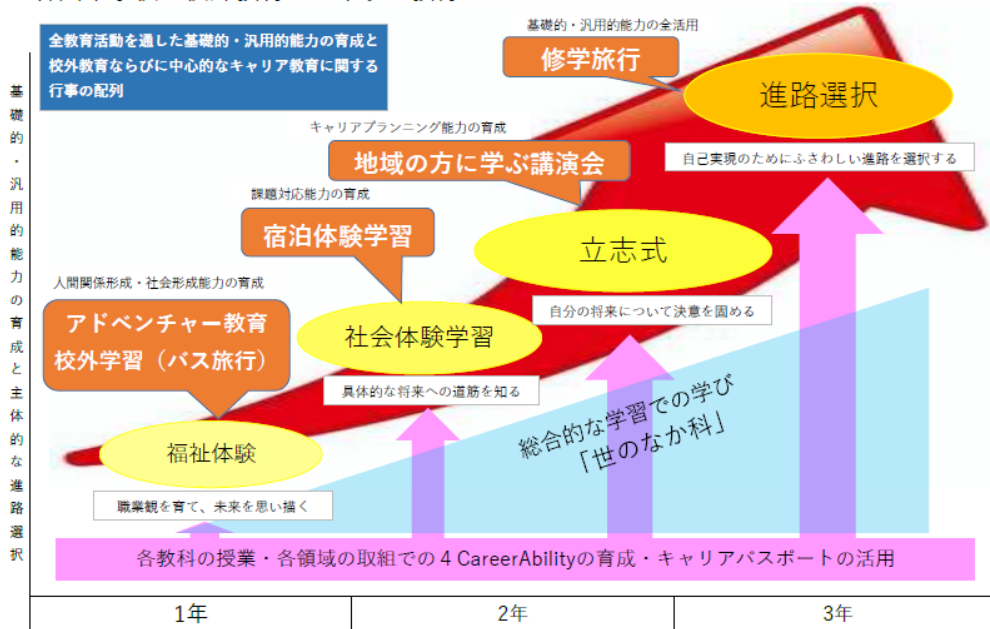 全教育活動を通した基礎的・汎用的能力の育成と
校外教育ならびに中心的なキャリア教育に関する
行事の配列
基礎的・汎用的能力の全活用
修学旅行
進路選択
自己実現のためにふさわしい進路を選択する
キャリアプランニング能力の育成
地域の方に学ぶ講演会
立志式
自分の将来について決意を固める
課題対応能力の育成
宿泊体験学習
社会体験学習
具体的な将来への道筋を知る
人間関係形成・社会形成能力の育成
アドベンチャー教育
校外学習(バス旅行)
福祉体験
職業観を育て、未来を思い描く
総合的な学習での学び
「世のなか科」
各教科の授業・各領域の取組での4 CareerAbilityの育成・キャリアパスポートの活用
基礎的・汎用的能力の育成と主体的な進路選択
1年
2年
3年